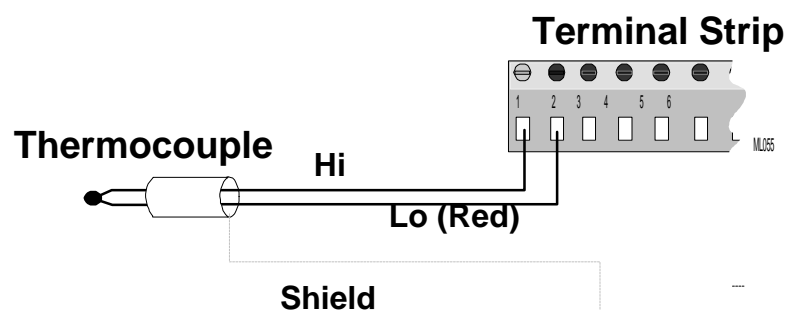 Terminal Strip
1 2 3 4 5 6
ML055
Thermocouple
Hi
Lo (Red)
Shield
----